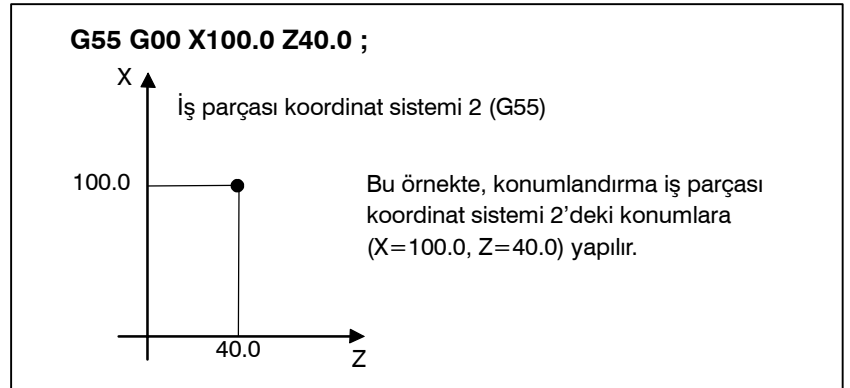 G55 G00 X100.0 Z40.0 ;
X
İş parçası koordinat sistemi 2 (G55)
100.0
Bu örnekte, konumlandırma iş parçası
koordinat sistemi 2'deki konumlara
(X=100.0, Z=40.0) yapılır.
40.0
Z